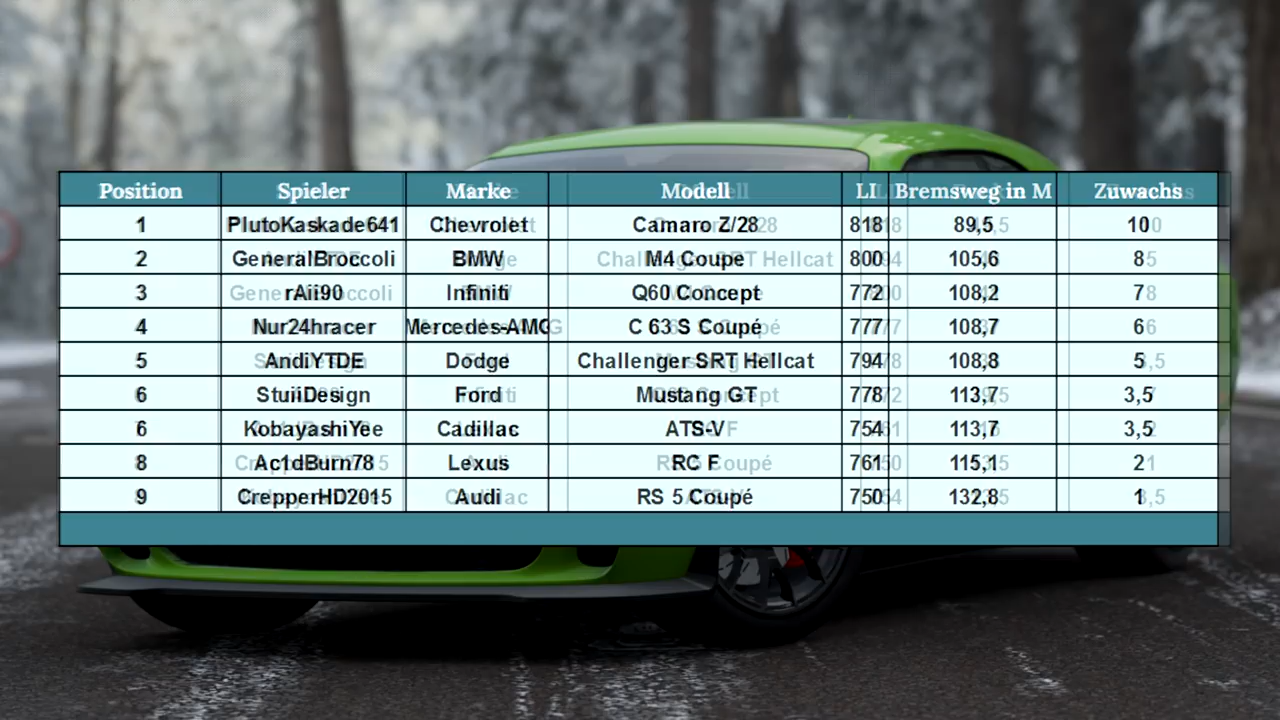 Position Spieler Marke Modell LI Bremsweg in M Zuwachs
1 PlutoKaskade641 Chevrolet Camaro Z/28 818 89,5 10
2 GeneralBroccoli BMW M4 Coupe 800 105,6 8
3 rAii90 Infiniti Q60 Concept 772 108,2 7
4 Nur24hracer Mercedes-AMG C 63 S Coupé 777 108,7 6
5 AndiYTDE Dodge Challenger SRT Hellcat 794 108,8 5
6 StuiDesign Ford Mustang GT 778 113,7 3,5
6 KobayashiYee Cadillac ATS-V 754 113,7 3,5
8 Ac1dBurn78 Lexus RC F 761 115,1 2
9 CrepperHD2015 Audi RS 5 Coupé 750 132,8 1